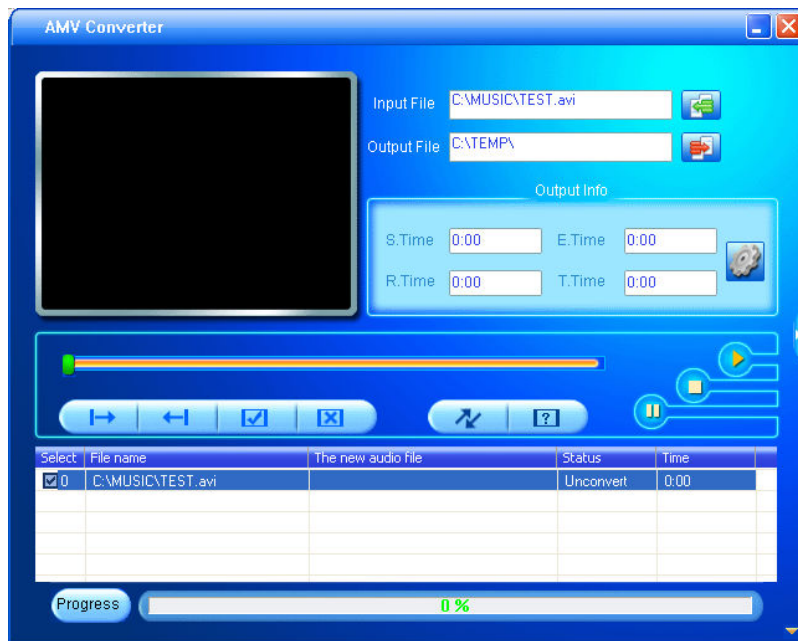 AMV Converter
Input File C:\MUSIC\TEST.avi
Output File C:\TEMP\
Output Info
S.Time 0:00 E.Time 0:00
R.Time 0:00 T.Time 0:00
Select File name The new audio file Status Time
0 C:\MUSIC\TEST.avi Unconvert 0:00
Progress 0 %